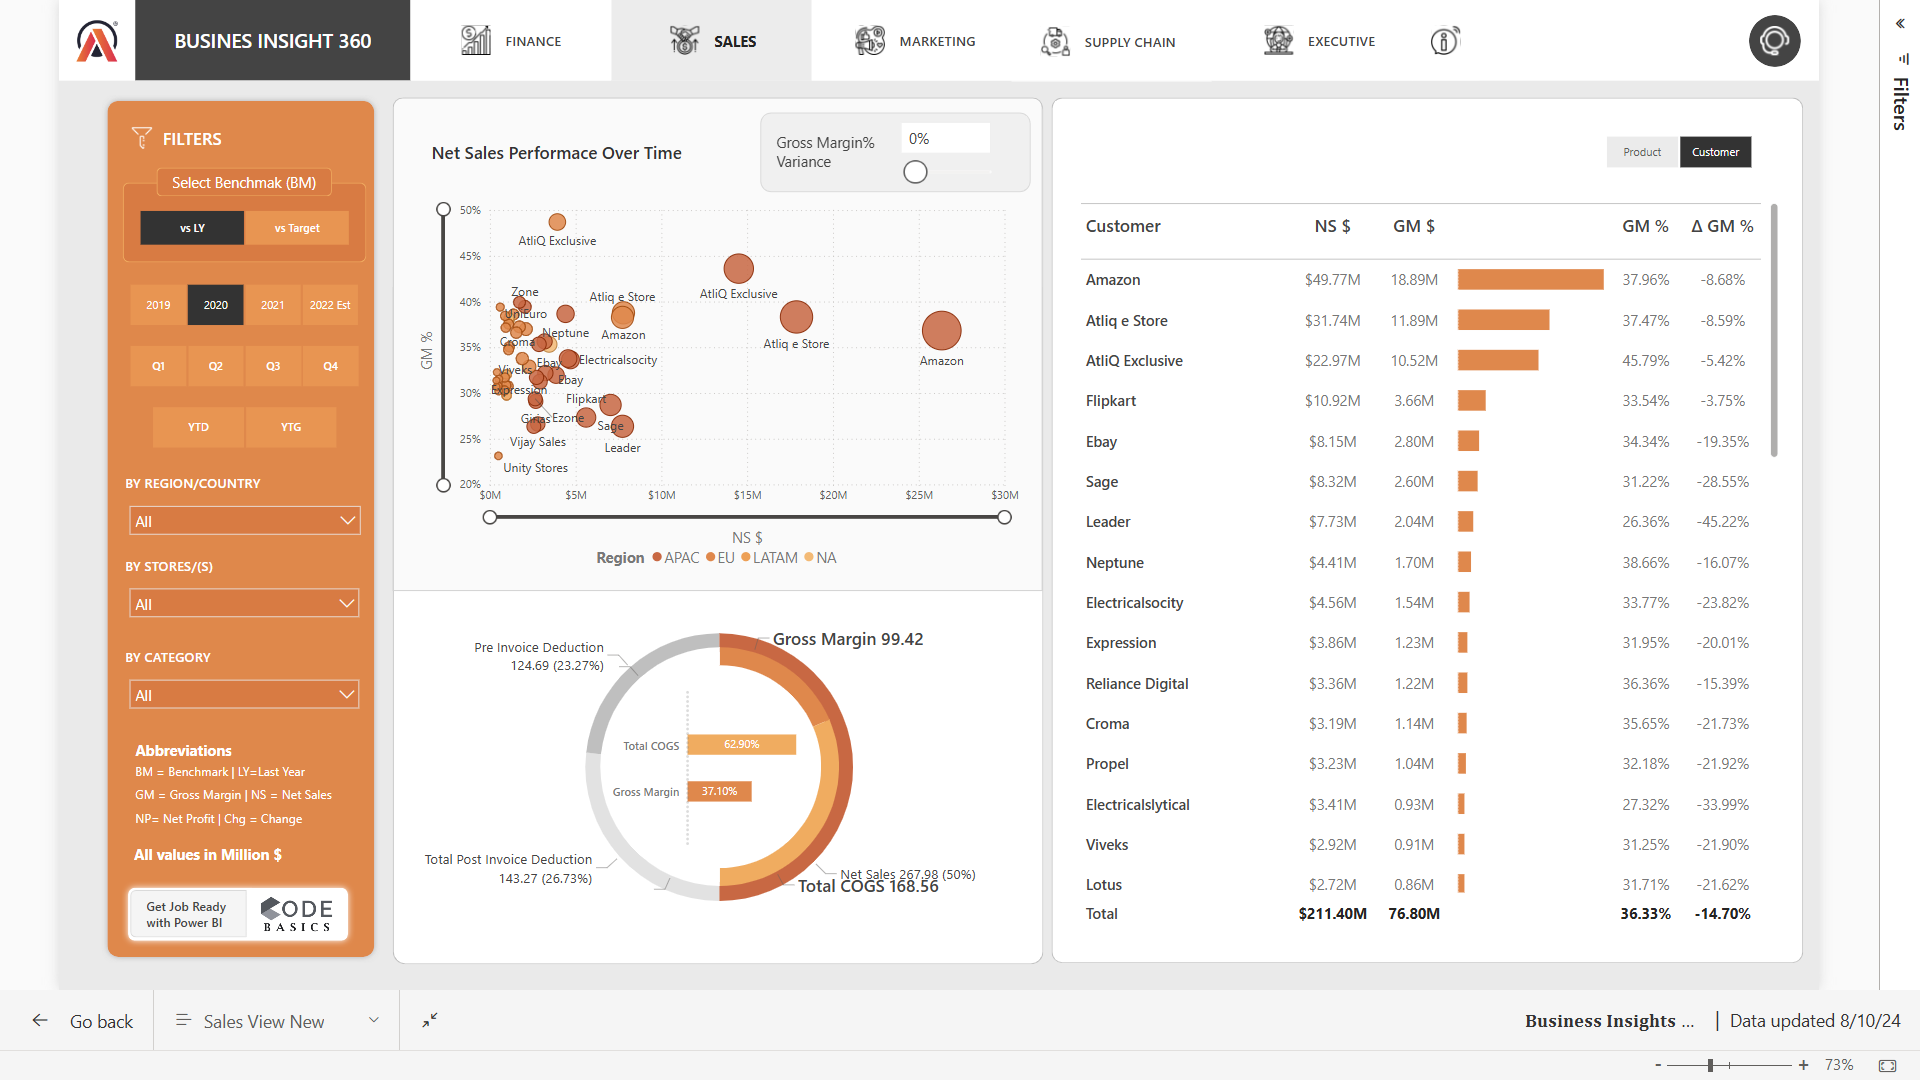 BUSINES INSIGHT 360
FINANCE
SALES
MARKETING
SUPPLY CHAIN
EXECUTIVE
«
Filters
FILTERS
Select Benchmak (BM)
vs LY
vs Target
2019
2020
2021
2022 Est
Q1
Q2
Q3
Q4
YTD
YTG
BY REGION/COUNTRY
All
BY STORES/(S)
All
BY CATEGORY
All
Abbreviations
BM = Benchmark | LY=Last Year
GM = Gross Margin | NS = Net Sales
NP= Net Profit | Chg = Change
All values in Million $
Get Job Ready
with Power BI
CODE
BASICS
Net Sales Performace Over Time
Gross Margin%
Variance
0%
GM %
50%
45%
40%
35%
30%
25%
20%
AtliQ Exclusive
AtliQ Exclusive
Zone
Atliq e Store
UniEuro
Neptune
Amazon
Atliq e Store
Croma
Amazon
Electricalsocity
Ebay
Viveks
Ebay
Expression
Flipkart
Girias
Ezone
Sage
Vijay Sales
Leader
Unity Stores
$0M
$5M
$10M
$15M
$20M
$25M
$30M
NS $
Region APAC EU LATAM NA
Gross Margin 99.42
Pre Invoice Deduction
124.69 (23.27%)
Total COGS
62.90%
Gross Margin
37.10%
Total Post Invoice Deduction
143.27 (26.73%)
Net Sales 267.98 (50%)
Total COGS 168.56
Product
Customer
Customer NS $ GM $ GM % Δ GM %
Amazon $49.77M 18.89M 37.96% -8.68%
Atliq e Store $31.74M 11.89M 37.47% -8.59%
AtliQ Exclusive $22.97M 10.52M 45.79% -5.42%
Flipkart $10.92M 3.66M 33.54% -3.75%
Ebay $8.15M 2.80M 34.34% -19.35%
Sage $8.32M 2.60M 31.22% -28.55%
Leader $7.73M 2.04M 26.36% -45.22%
Neptune $4.41M 1.70M 38.66% -16.07%
Electricalsocity $4.56M 1.54M 33.77% -23.82%
Expression $3.86M 1.23M 31.95% -20.01%
Reliance Digital $3.36M 1.22M 36.36% -15.39%
Croma $3.19M 1.14M 35.65% -21.73%
Propel $3.23M 1.04M 32.18% -21.92%
Electricalslytical $3.41M 0.93M 27.32% -33.99%
Viveks $2.92M 0.91M 31.25% -21.90%
Lotus $2.72M 0.86M 31.71% -21.62%
Total $211.40M 76.80M 36.33% -14.70%
Go back
Sales View New
Business Insights ... | Data updated 8/10/24
- + 73%